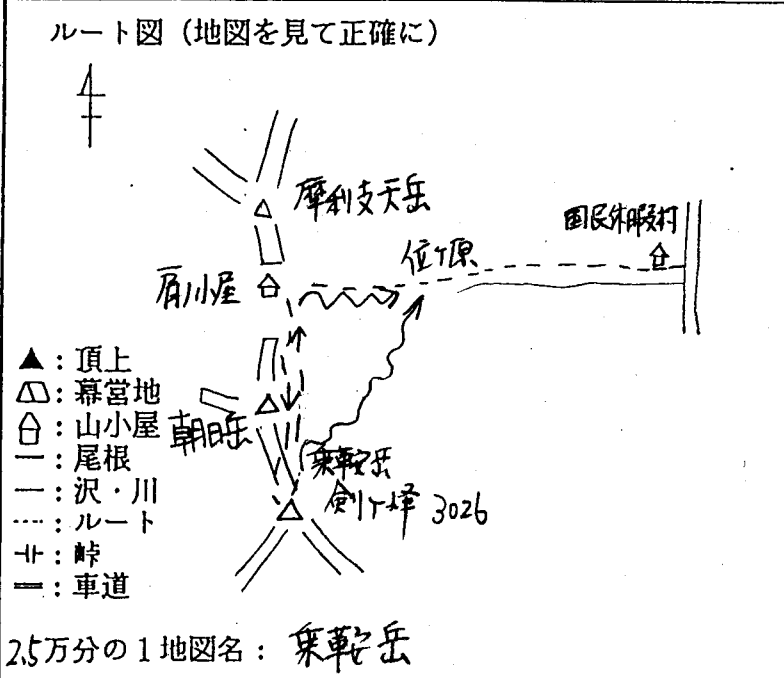 ルート図（地図を見て正確に）
摩利支天岳
国民休暇村
位ヶ原
肩ノ小屋
朝日岳
乗鞍岳
剣ヶ峰 3026
▲：頂上
：幕営地
：山小屋
―：尾根
―：沢・川
----：ルート
：峠
＝：車道
2.5万分の1地図名：乗鞍岳